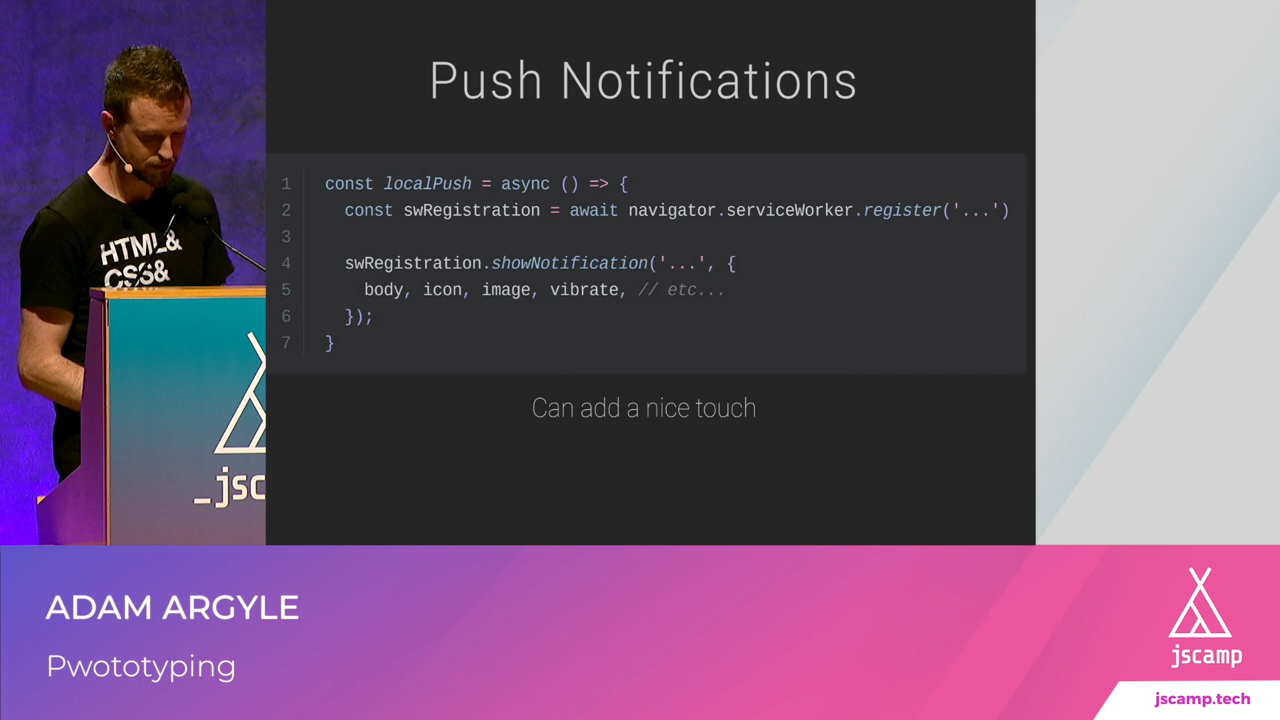 Push Notifications
1 const localPush = async () => {
2 const swRegistration = await navigator.serviceWorker.register('...')
3
4 swRegistration.showNotification('...', {
5 body, icon, image, vibrate, // etc...
6 });
7 }
Can add a nice touch
HTML&
CSS&
_jsc
ADAM ARGYLE
Pwototyping
jscamp
jscamp.tech